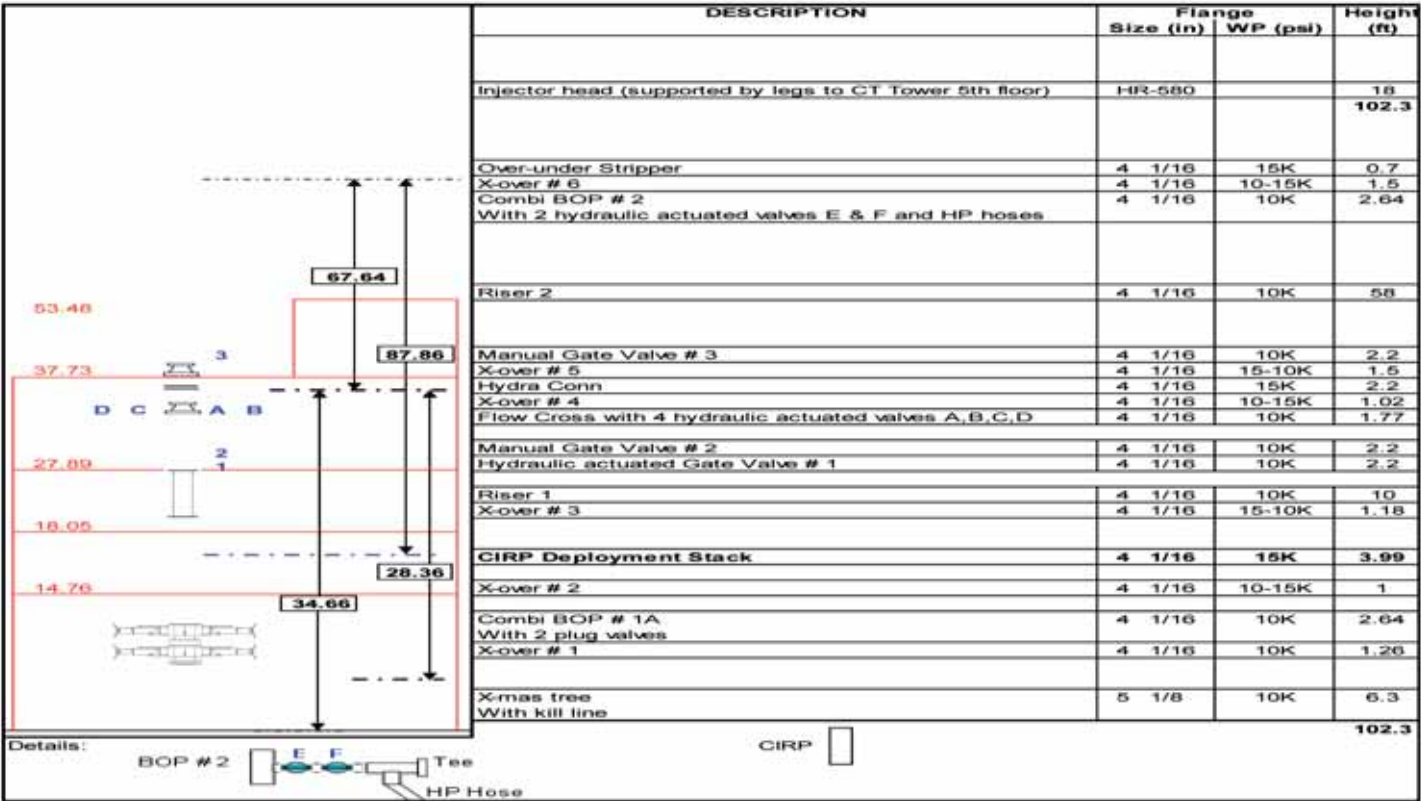 DESCRIPTION Flange Height
Size (in) WP (psi) (ft)
Injector head (supported by legs to CT Tower 5th floor) HR-580 18
102.3
Over-under Stripper 4 1/16 15K 0.7
X-over # 6 4 1/16 10-15K 1.5
Combi BOP # 2 4 1/16 10K 2.64
With 2 hydraulic actuated valves E & F and HP hoses
67.64
Riser 2 4 1/16 10K 58
53.48
3
87.86
Manual Gate Valve # 3 4 1/16 10K 2.2
37.73
X-over # 5 4 1/16 15-10K 1.5
Hydra Conn 4 1/16 15K 2.2
X-over # 4 4 1/16 10-15K 1.02
D C A B
Flow Cross with 4 hydraulic actuated valves A,B,C,D 4 1/16 10K 1.77
2
Manual Gate Valve # 2 4 1/16 10K 2.2
27.89
1
Hydraulic actuated Gate Valve # 1 4 1/16 10K 2.2
Riser 1 4 1/16 10K 10
X-over # 3 4 1/16 15-10K 1.18
18.05
CIRP Deployment Stack 4 1/16 15K 3.99
28.36
14.76
X-over # 2 4 1/16 10-15K 1
34.66
Combi BOP # 1A 4 1/16 10K 2.64
With 2 plug valves
X-over # 1 4 1/16 10K 1.26
X-mas tree 5 1/8 10K 6.3
With kill line
102.3
Details:
BOP # 2
E F
Tee
HP Hose
CIRP